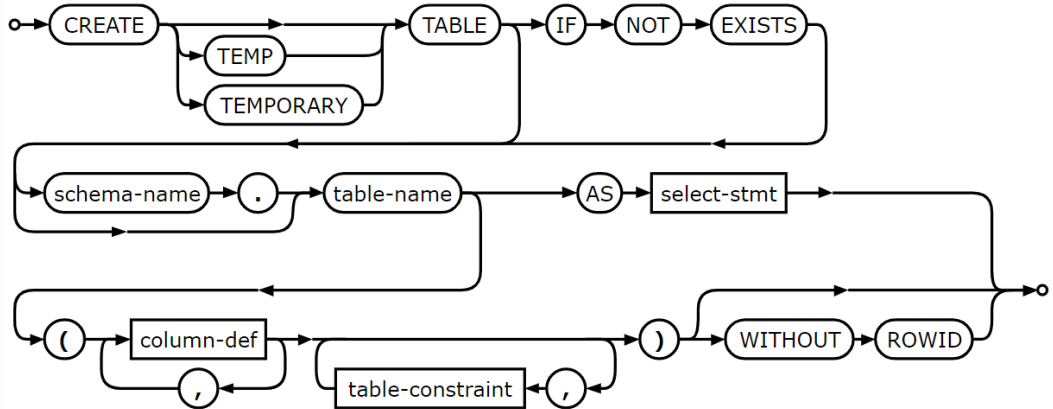 CREATE TABLE IF NOT EXISTS
TEMP
TEMPORARY
schema-name . table-name AS select-stmt
( column-def ) WITHOUT ROWID
, table-constraint ,